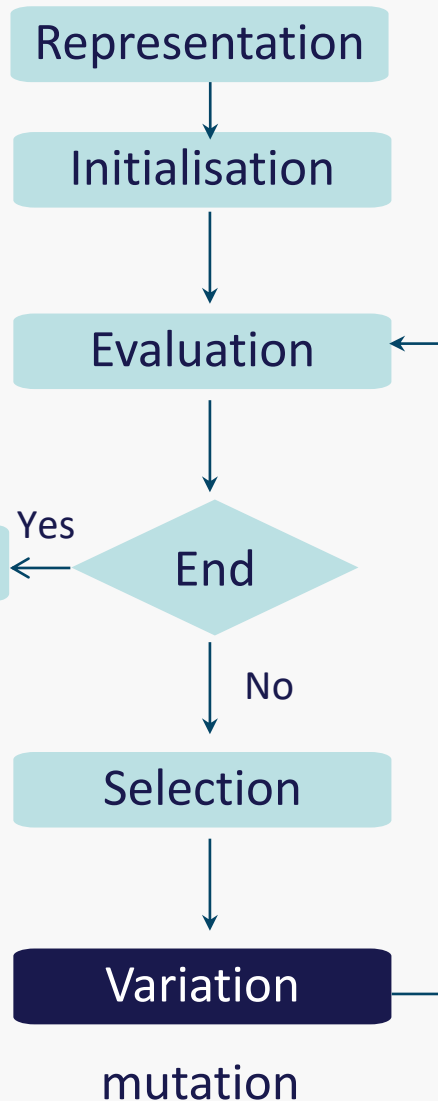 Representation
Initialisation
Evaluation
Yes
End
No
Selection
Variation
mutation